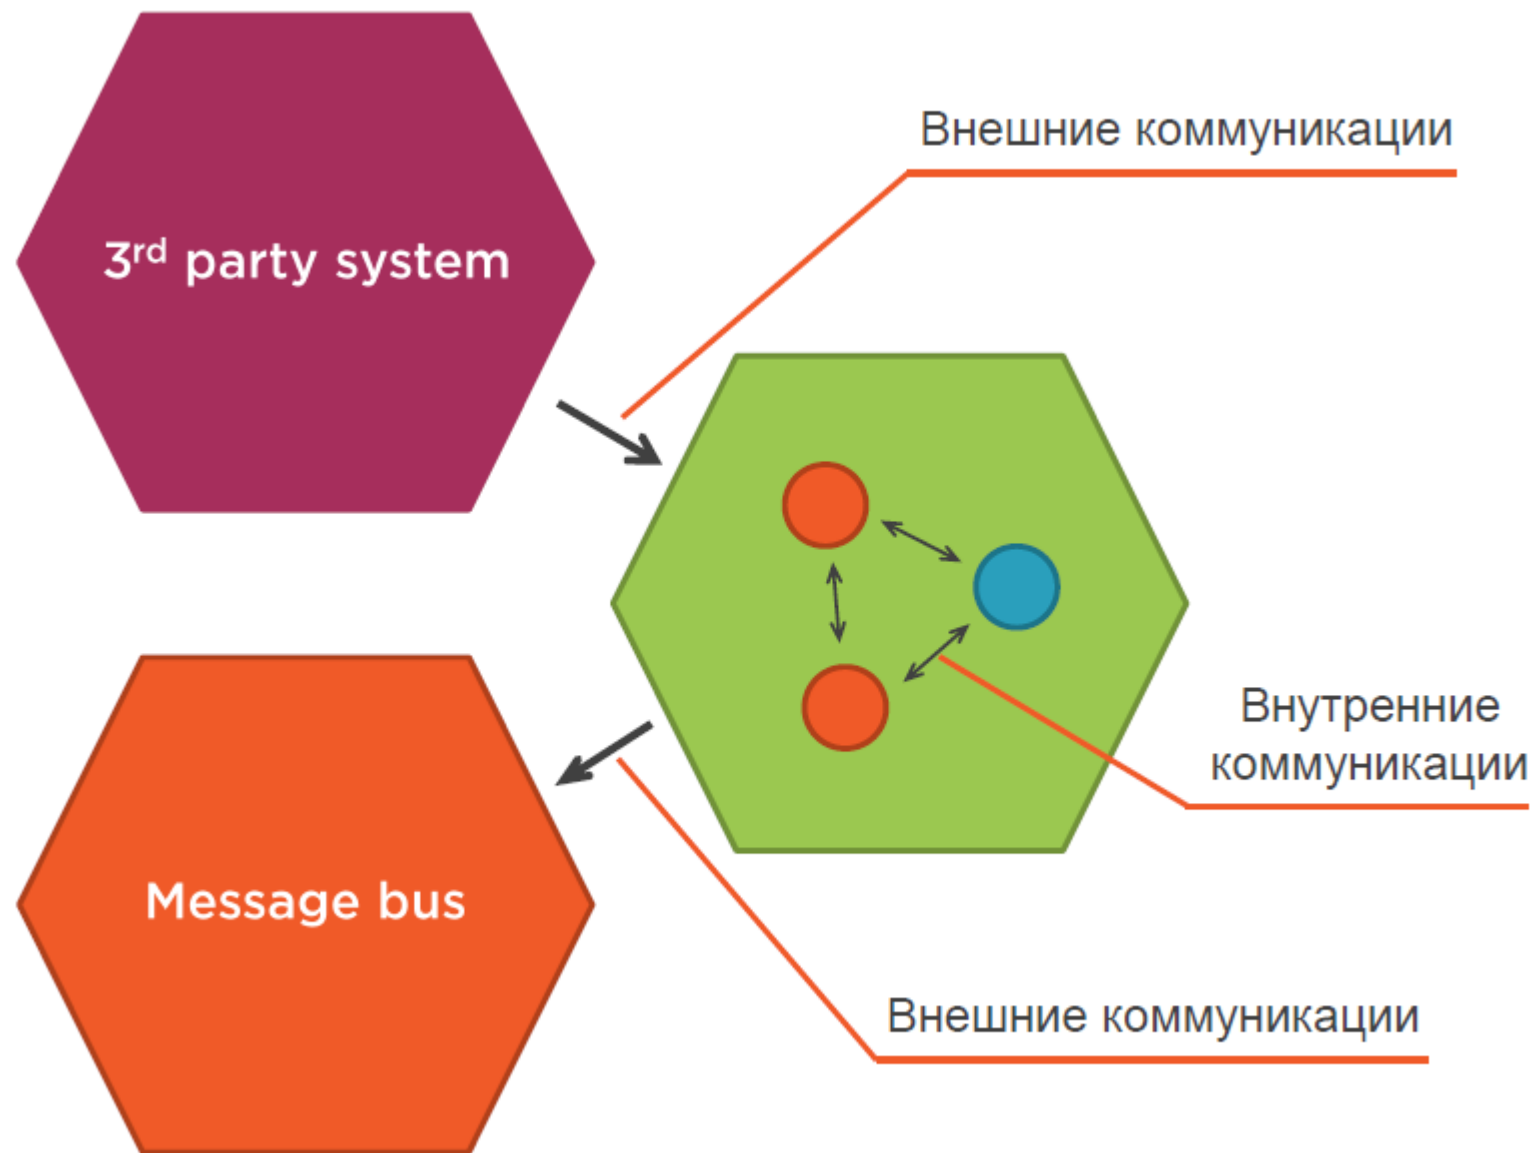 Внешние коммуникации
3rd party system
Внутренние
коммуникации
Message bus
Внешние коммуникации